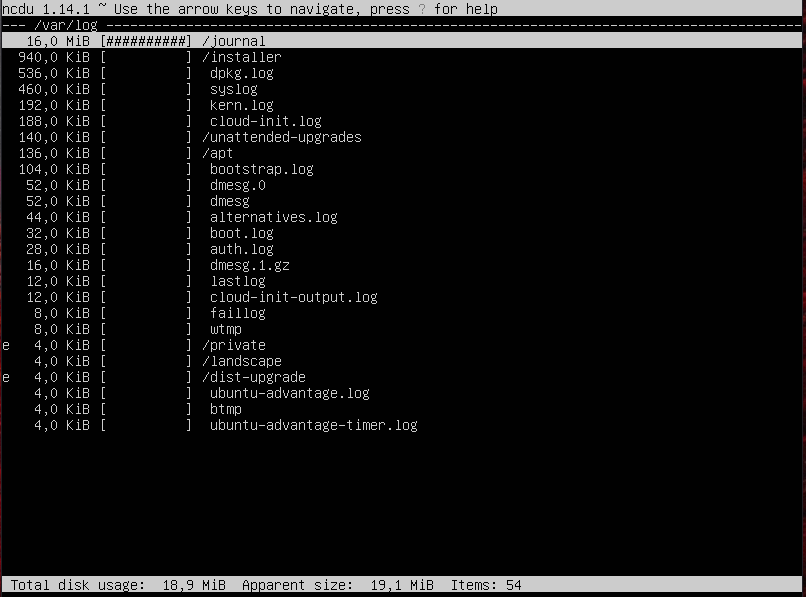 ncdu 1.14.1 ~ Use the arrow keys to navigate, press ? for help
--- /var/log ----------------------------------------------------------------------------------------
   16,0 MiB [##########] /journal
  940,0 KiB [          ] /installer
  536,0 KiB [          ]  dpkg.log
  460,0 KiB [          ]  syslog
  192,0 KiB [          ]  kern.log
  188,0 KiB [          ]  cloud-init.log
  140,0 KiB [          ] /unattended-upgrades
  136,0 KiB [          ] /apt
  104,0 KiB [          ]  bootstrap.log
   52,0 KiB [          ]  dmesg.0
   52,0 KiB [          ]  dmesg
   44,0 KiB [          ]  alternatives.log
   32,0 KiB [          ]  boot.log
   28,0 KiB [          ]  auth.log
   16,0 KiB [          ]  dmesg.1.gz
   12,0 KiB [          ]  lastlog
   12,0 KiB [          ]  cloud-init-output.log
    8,0 KiB [          ]  faillog
    8,0 KiB [          ]  wtmp
e   4,0 KiB [          ] /private
    4,0 KiB [          ] /landscape
e   4,0 KiB [          ] /dist-upgrade
    4,0 KiB [          ]  ubuntu-advantage.log
    4,0 KiB [          ]  btmp
    4,0 KiB [          ]  ubuntu-advantage-timer.log
 Total disk usage:  18,9 MiB  Apparent size:  19,1 MiB  Items: 54